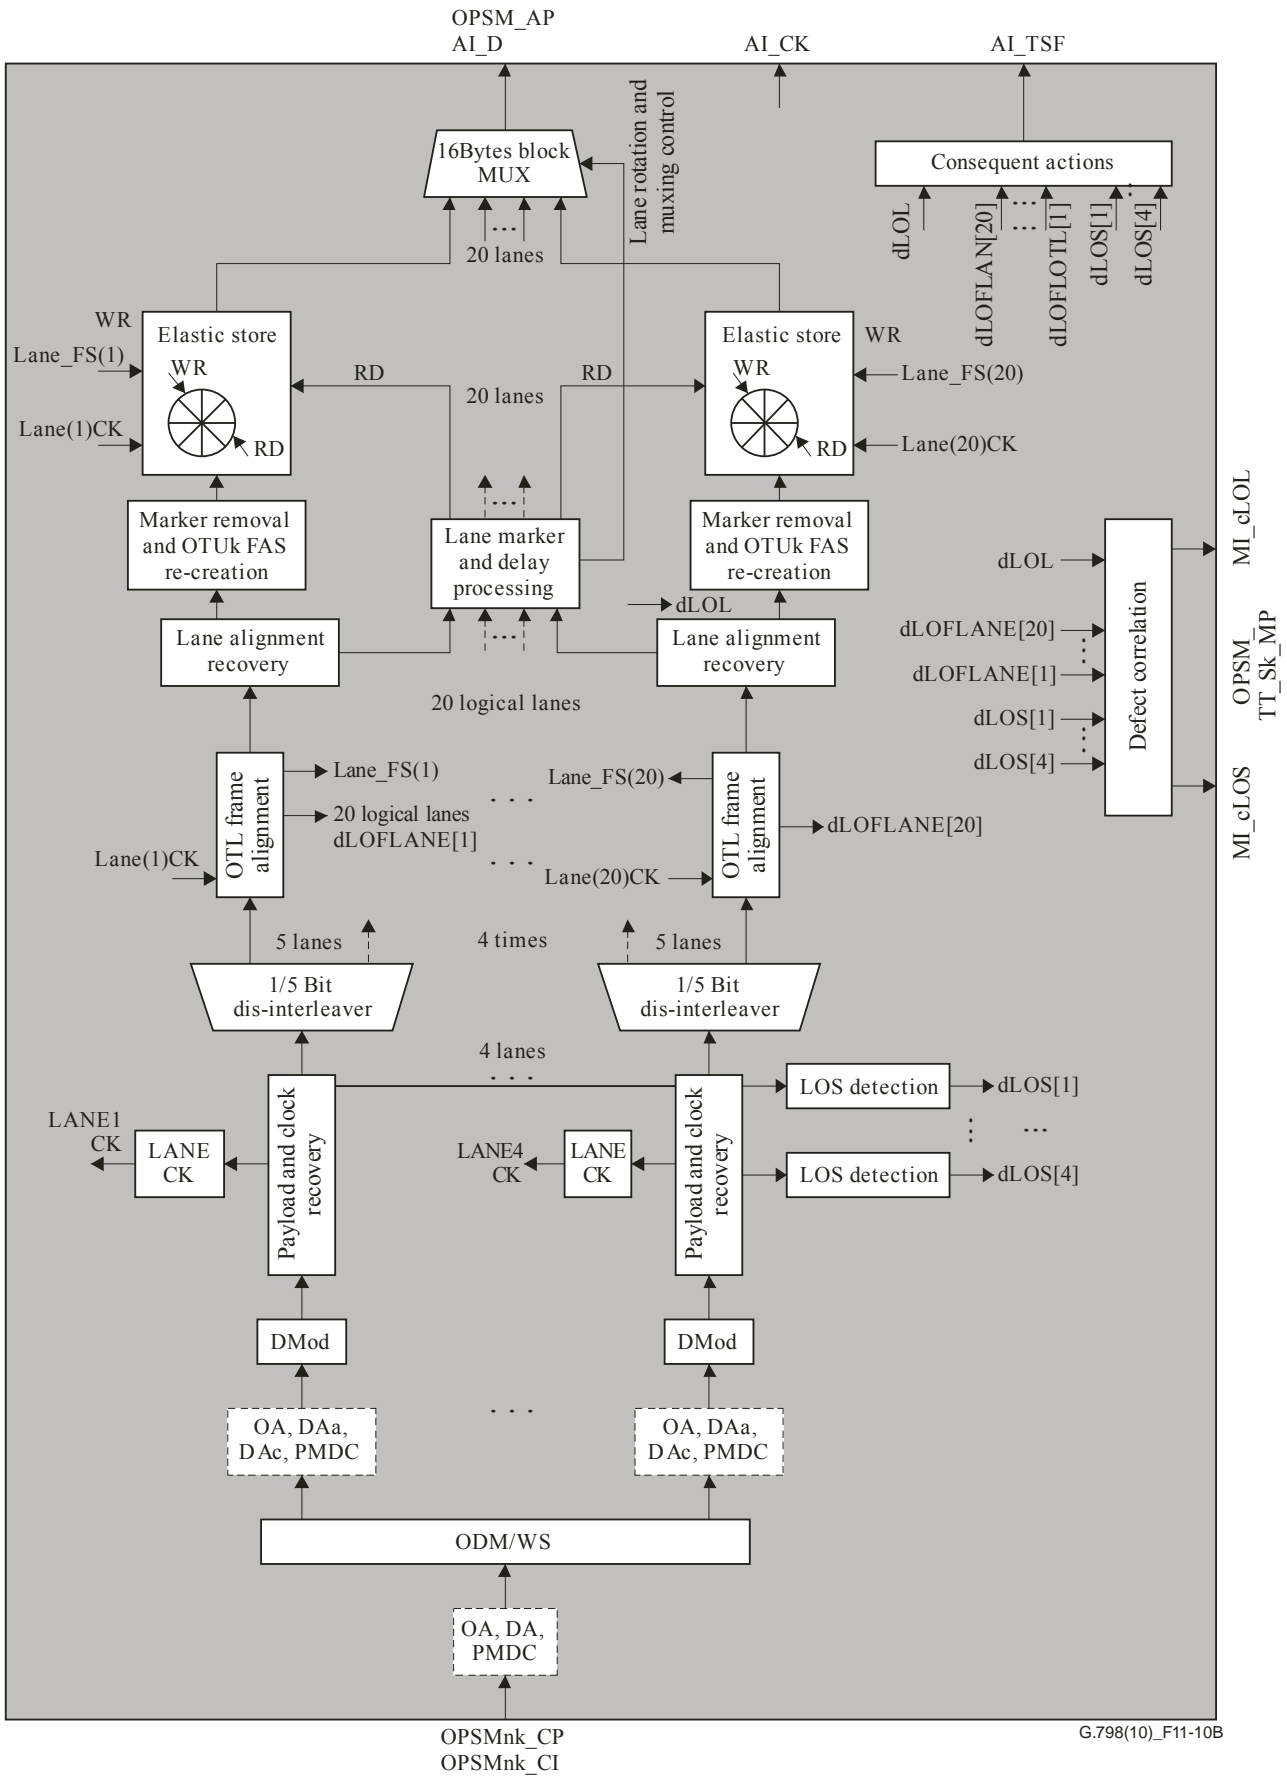 OPSM_AP
AI_D
AI_CK
AI_TSF
16Bytes block
MUX
Lane rotation and
muxing control
Consequent actions
dLOL
dLOFLAN[20]
dLOFLOTL[1]
dLOS[1]
dLOS[4]
...
...
...
20 lanes
WR
Elastic store
WR
RD
Lane_FS(1)
Lane(1)CK
RD
20 lanes
RD
Elastic store
WR
RD
WR
Lane_FS(20)
Lane(20)CK
Marker removal
and OTUk FAS
re-creation
...
Lane marker
and delay
processing
Marker removal
and OTUk FAS
re-creation
dLOL
Lane alignment
recovery
...
Lane alignment
recovery
20 logical lanes
dLOL
dLOFLANE[20]
dLOFLANE[1]
dLOS[1]
dLOS[4]
Defect correlation
MI_cLOL
OPSM_
TT_Sk_MP
MI_cLOS
OTL frame
alignment
Lane_FS(1)
20 logical lanes
dLOFLANE[1]
Lane(1)CK
...
...
Lane_FS(20)
Lane(20)CK
OTL frame
alignment
dLOFLANE[20]
5 lanes
4 times
5 lanes
1/5 Bit
dis-interleaver
1/5 Bit
dis-interleaver
4 lanes
...
Payload and clock
recovery
LANE1
CK
LANE
CK
LANE4
CK
LANE
CK
Payload and clock
recovery
LOS detection
dLOS[1]
...
LOS detection
dLOS[4]
DMod
DMod
OA, DAa,
DAc, PMDC
...
OA, DAa,
DAc, PMDC
ODM/WS
OA, DA,
PMDC
OPSMnk_CP
OPSMnk_CI
G.798(10)_F11-10B